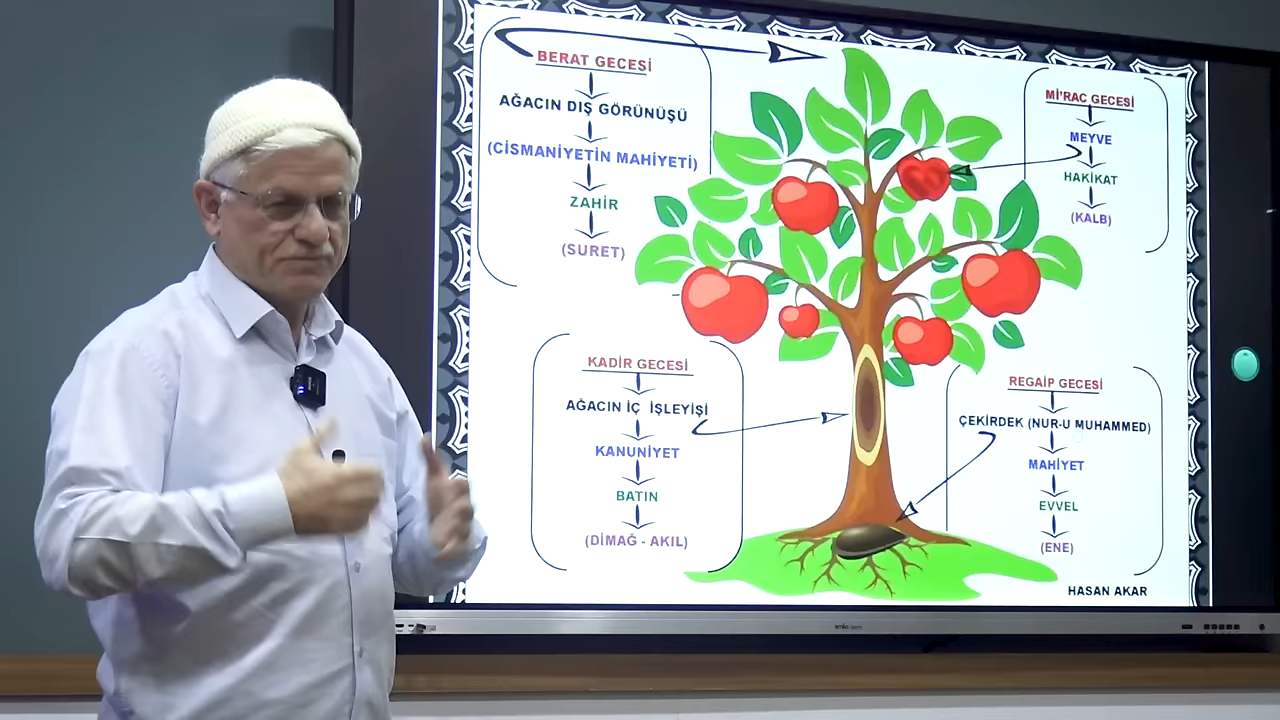 BERAT GECESİ
AĞACIN DIŞ GÖRÜNÜŞÜ
(CİSMANİYETİN MAHİYETİ)
ZAHİR
(SURET)
Mİ'RAC GECESİ
MEYVE
HAKİKAT
(KALB)
KADİR GECESİ
AĞACIN İÇ İŞLEYİŞİ
KANUNİYET
BATIN
(DİMAĞ - AKIL)
REGAİP GECESİ
ÇEKİRDEK (NUR-U MUHAMMED)
MAHİYET
EVVEL
(ENE)
HASAN AKAR